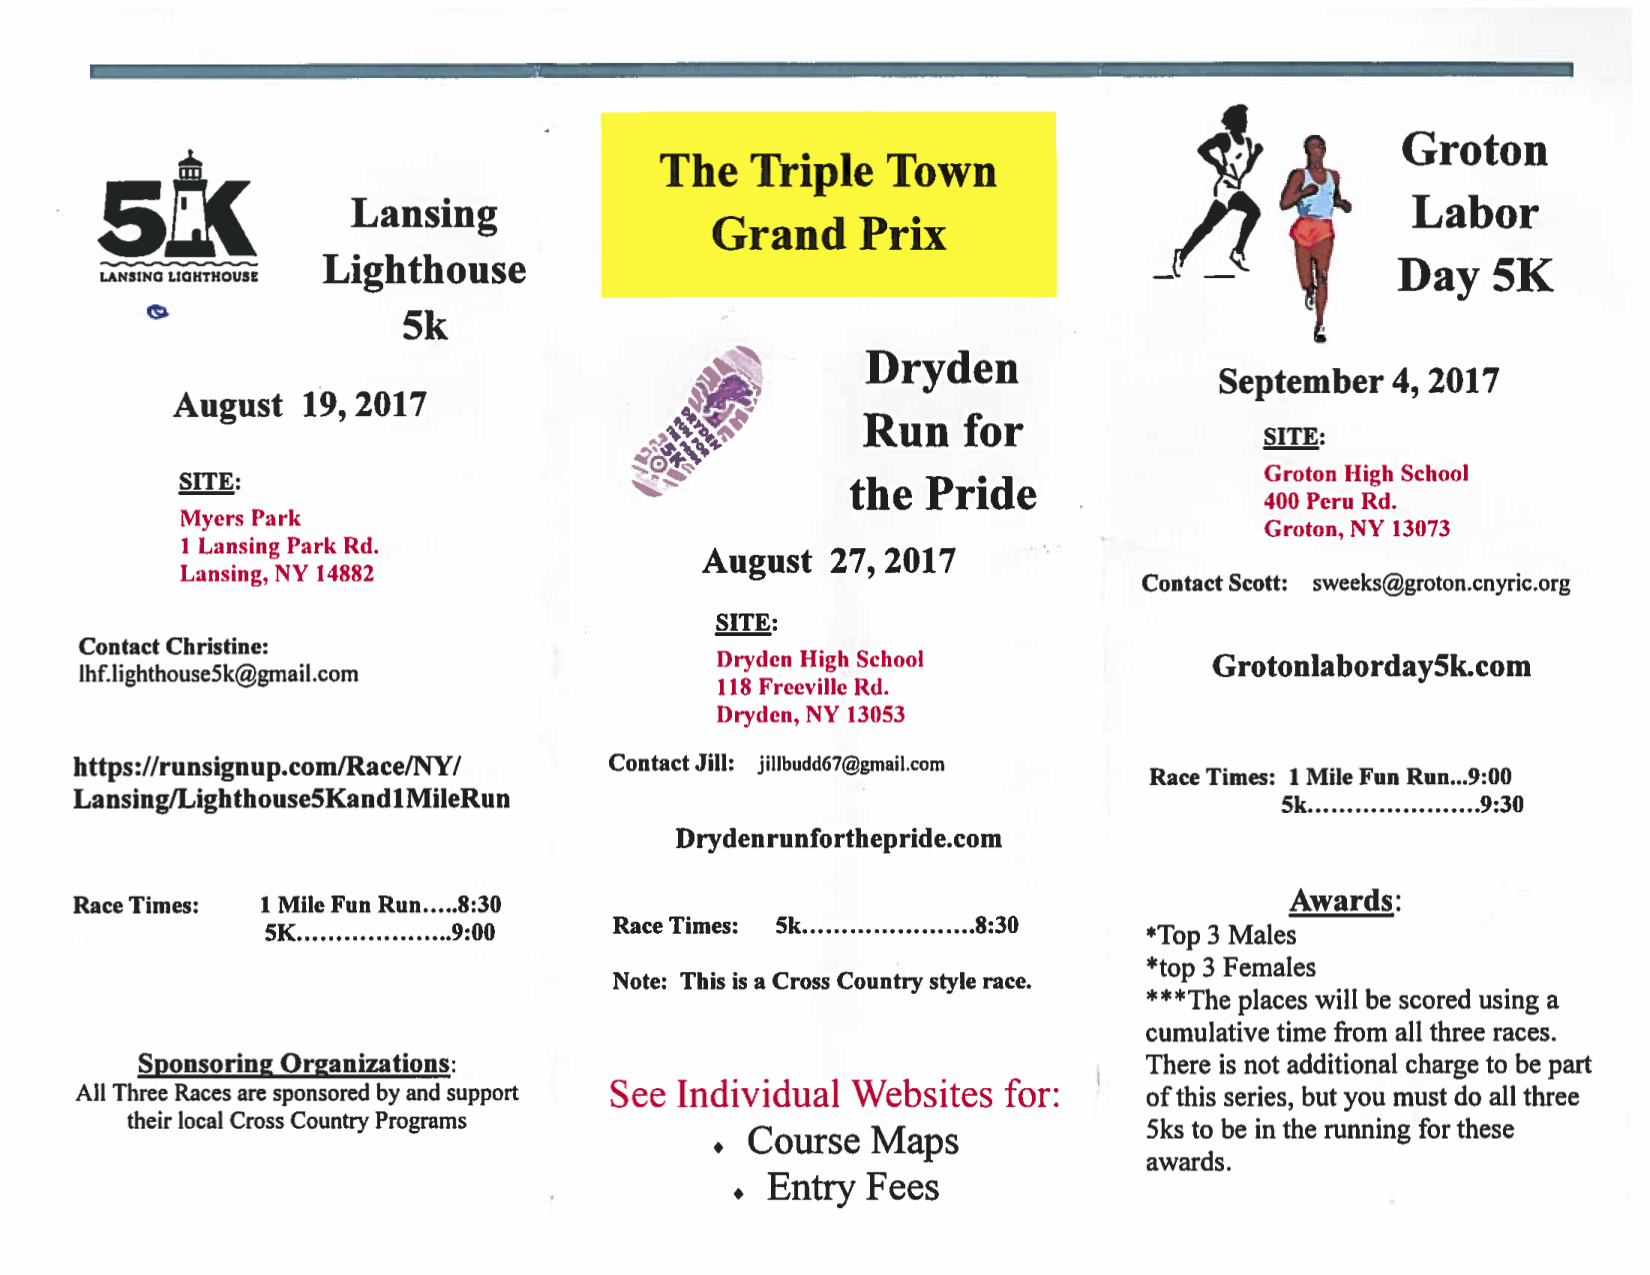 5K
LANSING LIGHTHOUSE
Lansing
Lighthouse
5k
August 19, 2017
SITE:
Myers Park
1 Lansing Park Rd.
Lansing, NY 14882
Contact Christine:
lhf.lighthouse5k@gmail.com
https://runsignup.com/Race/NY/
Lansing/Lighthouse5Kand1MileRun
Race Times: 1 Mile Fun Run.....8:30
5K....................9:00
Sponsoring Organizations:
All Three Races are sponsored by and support
their local Cross Country Programs
The Triple Town
Grand Prix
Dryden
Run for
the Pride
August 27, 2017
SITE:
Dryden High School
118 Freeville Rd.
Dryden, NY 13053
Contact Jill: jillbudd67@gmail.com
Drydenrunforthepride.com
Race Times: 5k......................8:30
Note: This is a Cross Country style race.
See Individual Websites for:
⬧ Course Maps
⬧ Entry Fees
Groton
Labor
Day 5K
September 4, 2017
SITE:
Groton High School
400 Peru Rd.
Groton, NY 13073
Contact Scott: sweeks@groton.cnyric.org
Grotonlaborday5k.com
Race Times: 1 Mile Fun Run...9:00
5k......................9:30
Awards:
*Top 3 Males
*top 3 Females
***The places will be scored using a
cumulative time from all three races.
There is not additional charge to be part
of this series, but you must do all three
5ks to be in the running for these
awards.